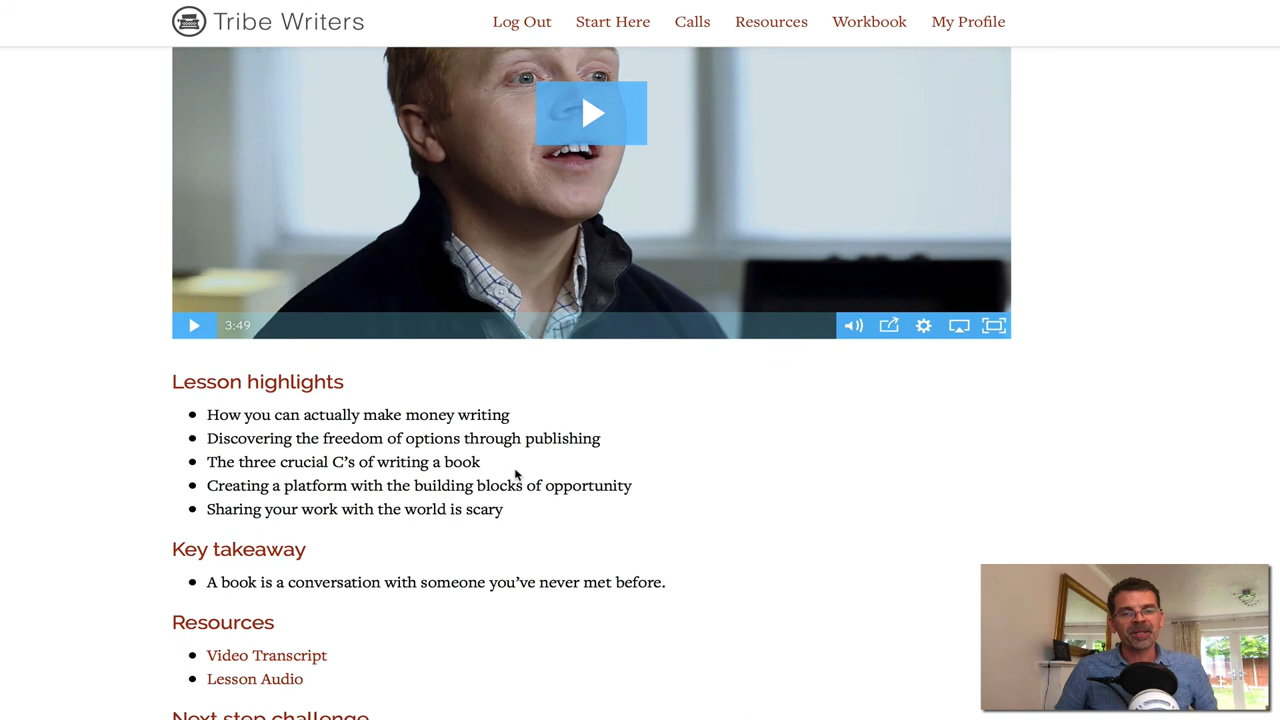 Tribe Writers
Log Out Start Here Calls Resources Workbook My Profile
3:49
Lesson highlights
How you can actually make money writing
Discovering the freedom of options through publishing
The three crucial C’s of writing a book
Creating a platform with the building blocks of opportunity
Sharing your work with the world is scary
Key takeaway
A book is a conversation with someone you’ve never met before.
Resources
Video Transcript
Lesson Audio
Next step challenge